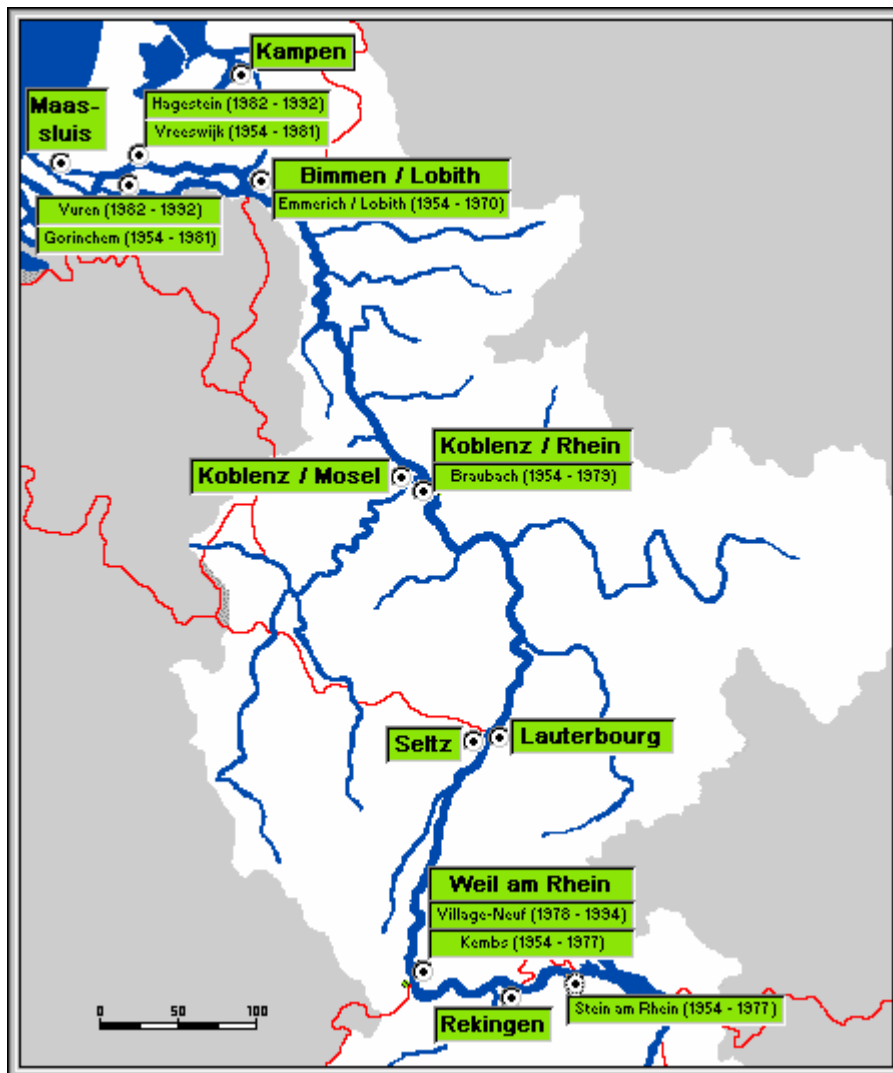 Kampen
Hagestein (1982 - 1992)
Vreeswijk (1954 - 1981)
Maas-
sluis
Bimmen / Lobith
Emmerich / Lobith (1954 - 1970)
Vuren (1982 - 1992)
Gorinchem (1954 - 1981)
Koblenz / Rhein
Braubach (1954 - 1979)
Koblenz / Mosel
Seltz
Lauterbourg
Weil am Rhein
Village-Neuf (1978 - 1994)
Kembs (1954 - 1977)
Rekingen
Stein am Rhein (1954 - 1977)
0 50 100